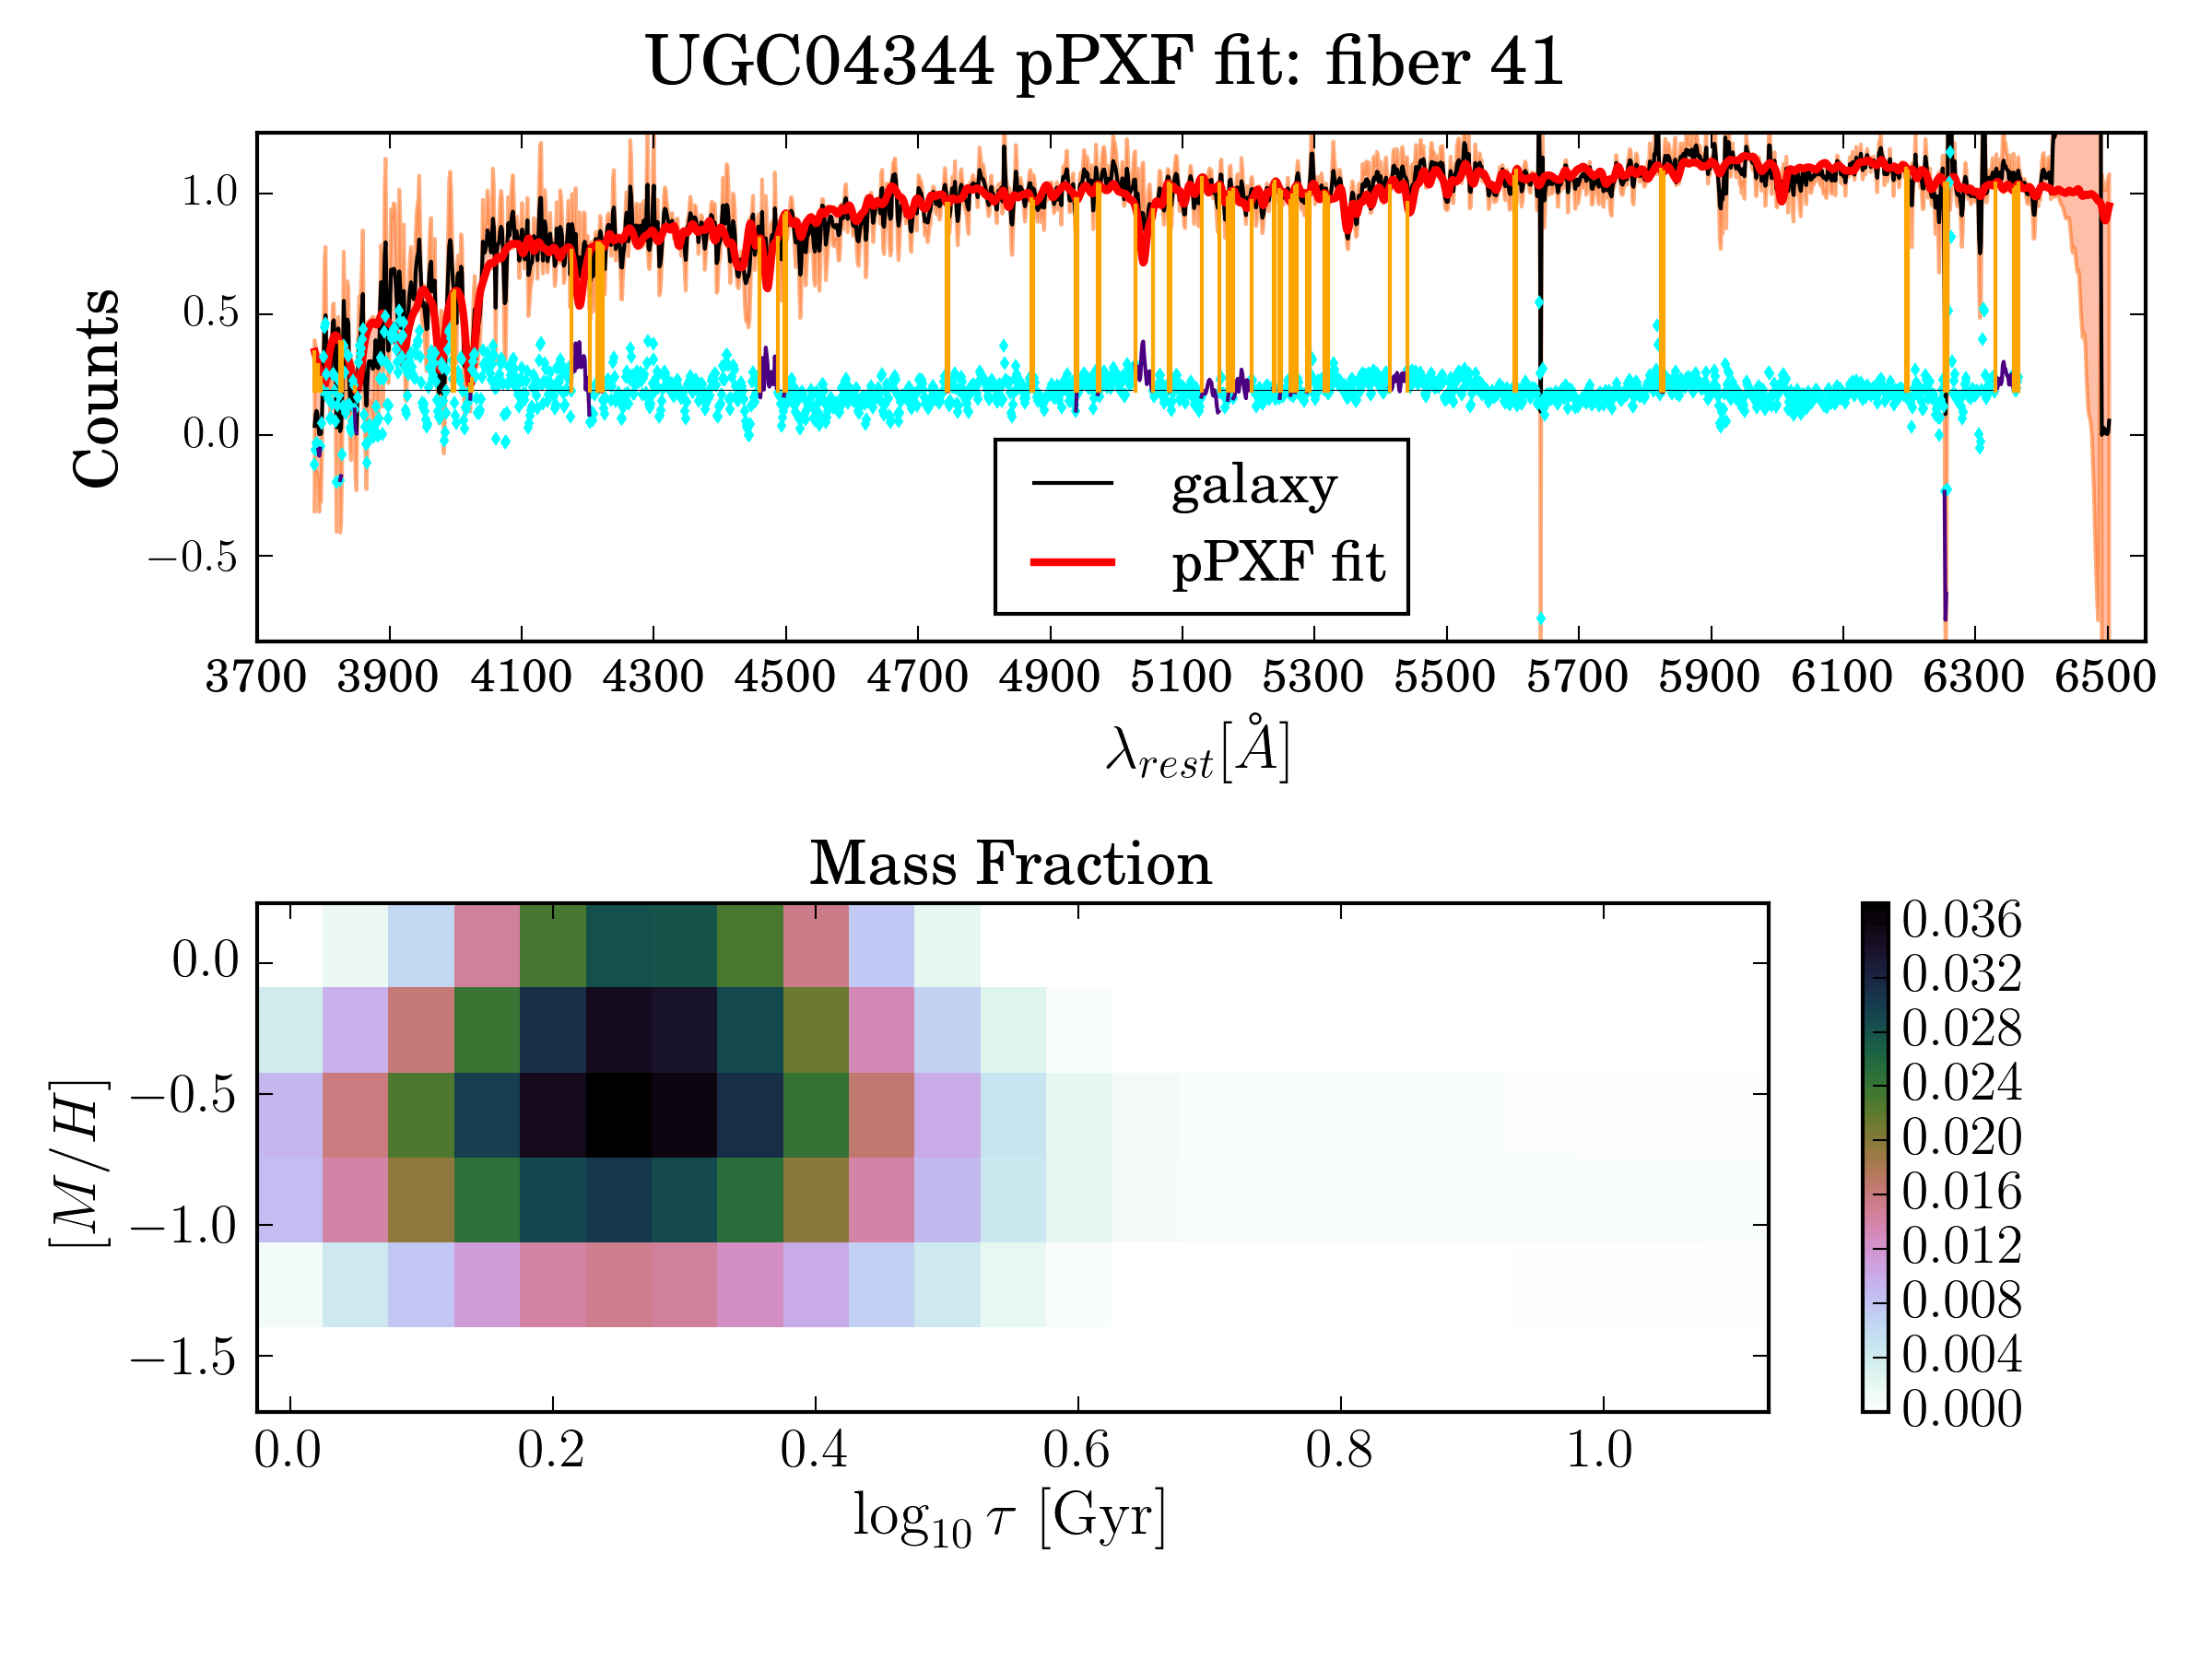 UGC04344 pPXF fit: fiber 41
Counts
1.0
0.5
0.0
−0.5
galaxy
pPXF fit
3700 3900 4100 4300 4500 4700 4900 5100 5300 5500 5700 5900 6100 6300 6500
λrest[Å]
Mass Fraction
[M/H]
0.0
−0.5
−1.0
−1.5
0.0 0.2 0.4 0.6 0.8 1.0
log10 τ [Gyr]
0.036
0.032
0.028
0.024
0.020
0.016
0.012
0.008
0.004
0.000